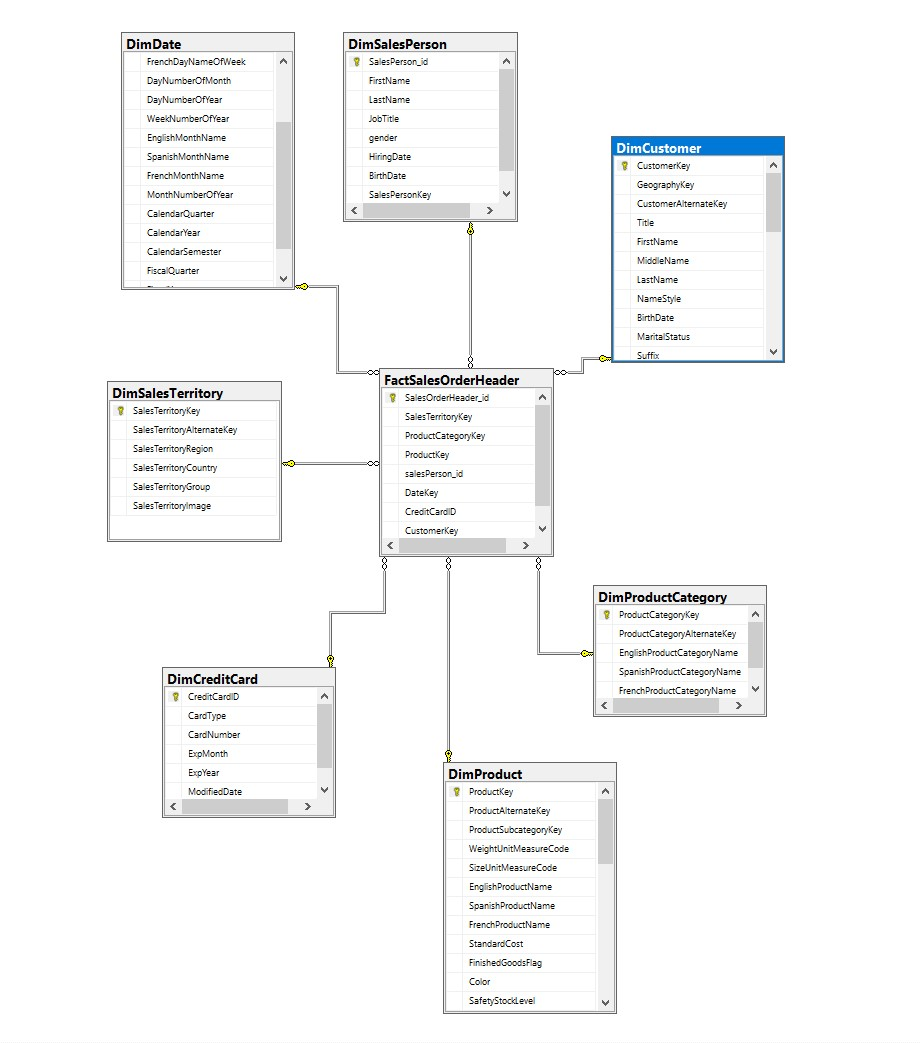 DimDate
FrenchDayNameOfWeek
DayNumberOfMonth
DayNumberOfYear
WeekNumberOfYear
EnglishMonthName
SpanishMonthName
FrenchMonthName
MonthNumberOfYear
CalendarQuarter
CalendarYear
CalendarSemester
FiscalQuarter
DimSalesPerson
SalesPerson_id
FirstName
LastName
JobTitle
gender
HiringDate
BirthDate
SalesPersonKey
DimCustomer
CustomerKey
GeographyKey
CustomerAlternateKey
Title
FirstName
MiddleName
LastName
NameStyle
BirthDate
MaritalStatus
Suffix
DimSalesTerritory
SalesTerritoryKey
SalesTerritoryAlternateKey
SalesTerritoryRegion
SalesTerritoryCountry
SalesTerritoryGroup
SalesTerritoryImage
FactSalesOrderHeader
SalesOrderHeader_id
SalesTerritoryKey
ProductCategoryKey
ProductKey
salesPerson_id
DateKey
CreditCardID
CustomerKey
DimProductCategory
ProductCategoryKey
ProductCategoryAlternateKey
EnglishProductCategoryName
SpanishProductCategoryName
FrenchProductCategoryName
DimCreditCard
CreditCardID
CardType
CardNumber
ExpMonth
ExpYear
ModifiedDate
DimProduct
ProductKey
ProductAlternateKey
ProductSubcategoryKey
WeightUnitMeasureCode
SizeUnitMeasureCode
EnglishProductName
SpanishProductName
FrenchProductName
StandardCost
FinishedGoodsFlag
Color
SafetyStockLevel